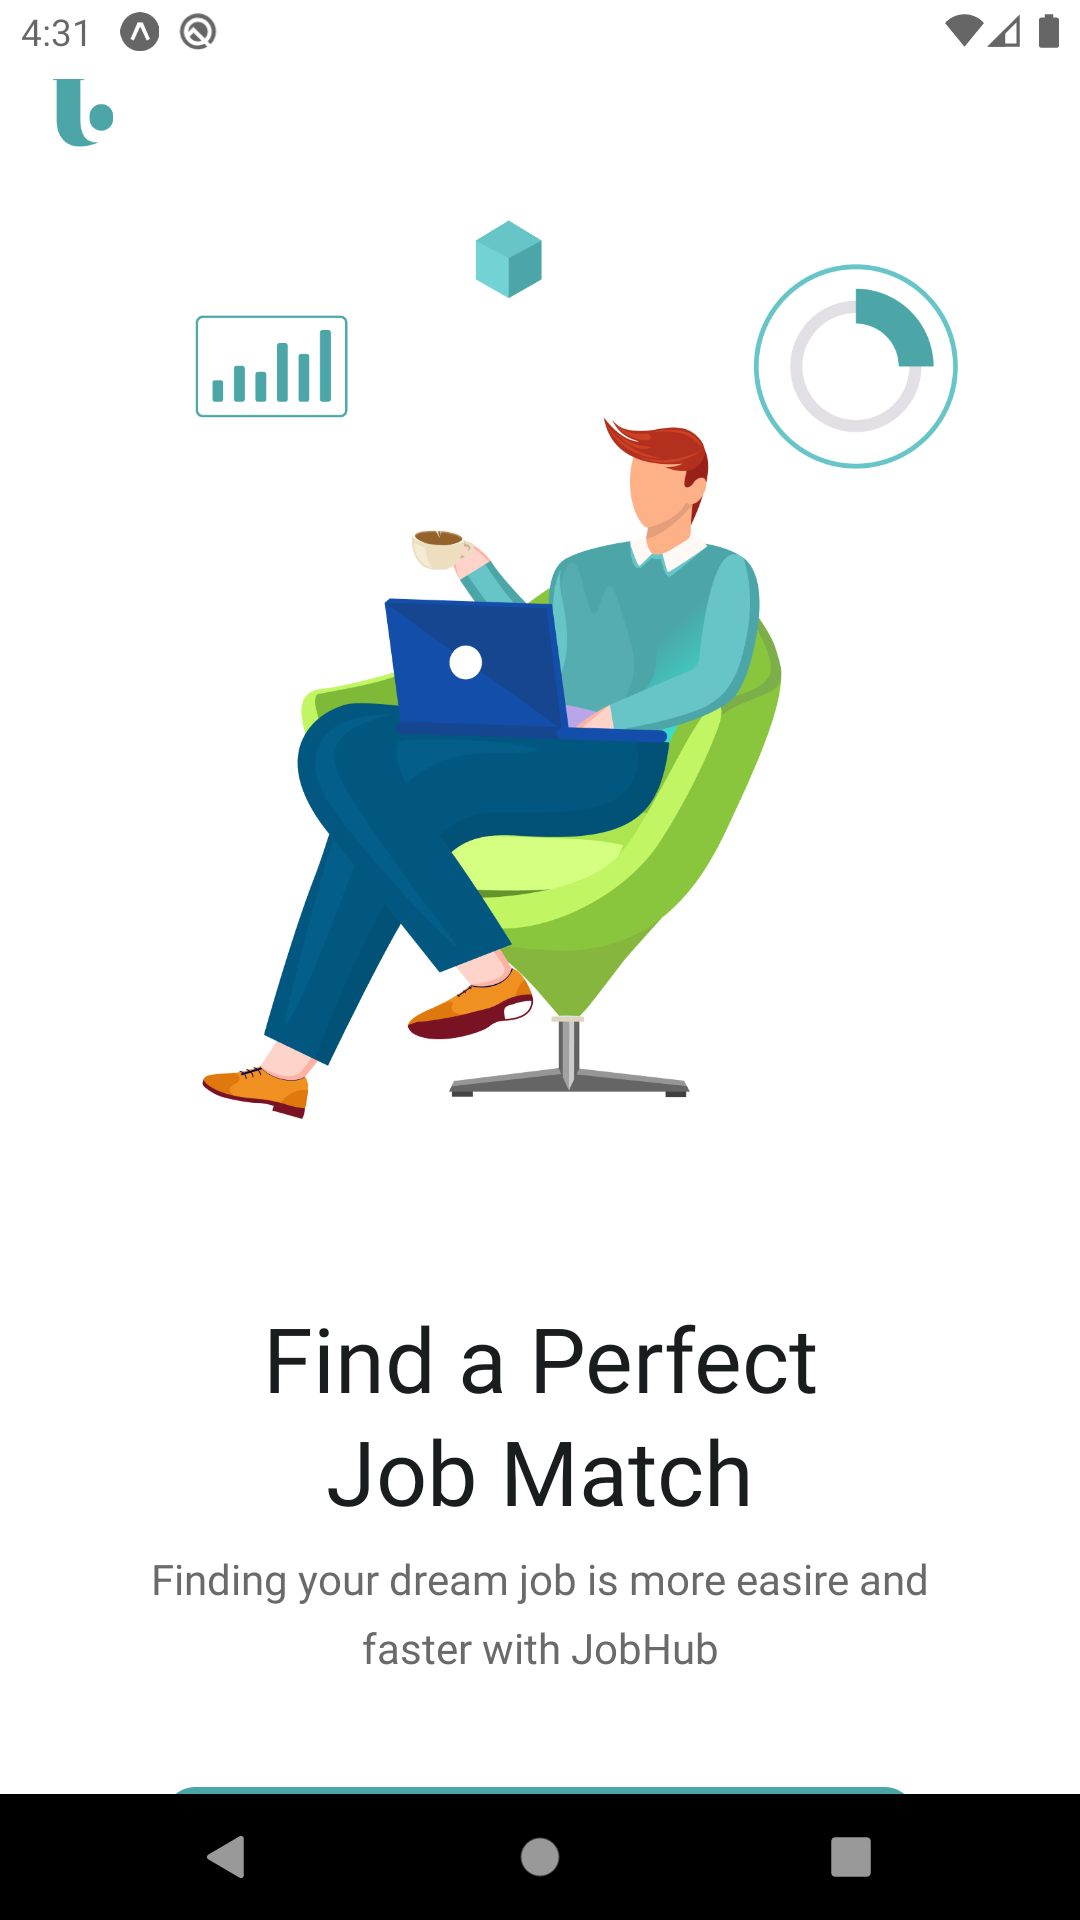 4:31
Find a Perfect
Job Match
Finding your dream job is more easire and
faster with JobHub